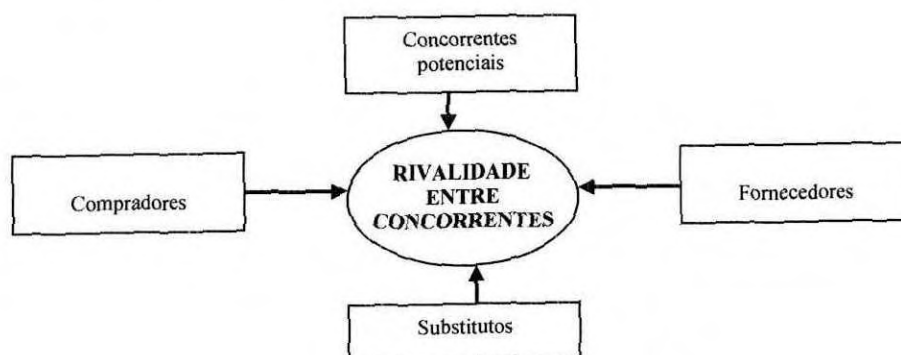 Concorrentes
potenciais
Compradores
RIVALIDADE
ENTRE
CONCORRENTES
Fornecedores
Substitutos